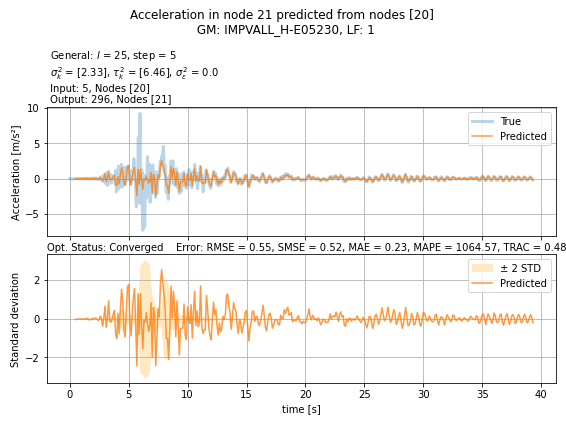 Acceleration in node 21 predicted from nodes [20]
GM: IMPVALL_H-E05230, LF: 1
General: l = 25, step = 5
σ²ₖ = [2.33], τ²ₖ = [6.46], σ²ε = 0.0
Input: 5, Nodes [20]
Output: 296, Nodes [21]
10
5
0
−5
Acceleration [m/s²]
True
Predicted
Opt. Status: Converged Error: RMSE = 0.55, SMSE = 0.52, MAE = 0.23, MAPE = 1064.57, TRAC = 0.48
2
0
−2
Standard deviation
± 2 STD
Predicted
0 5 10 15 20 25 30 35 40
time [s]